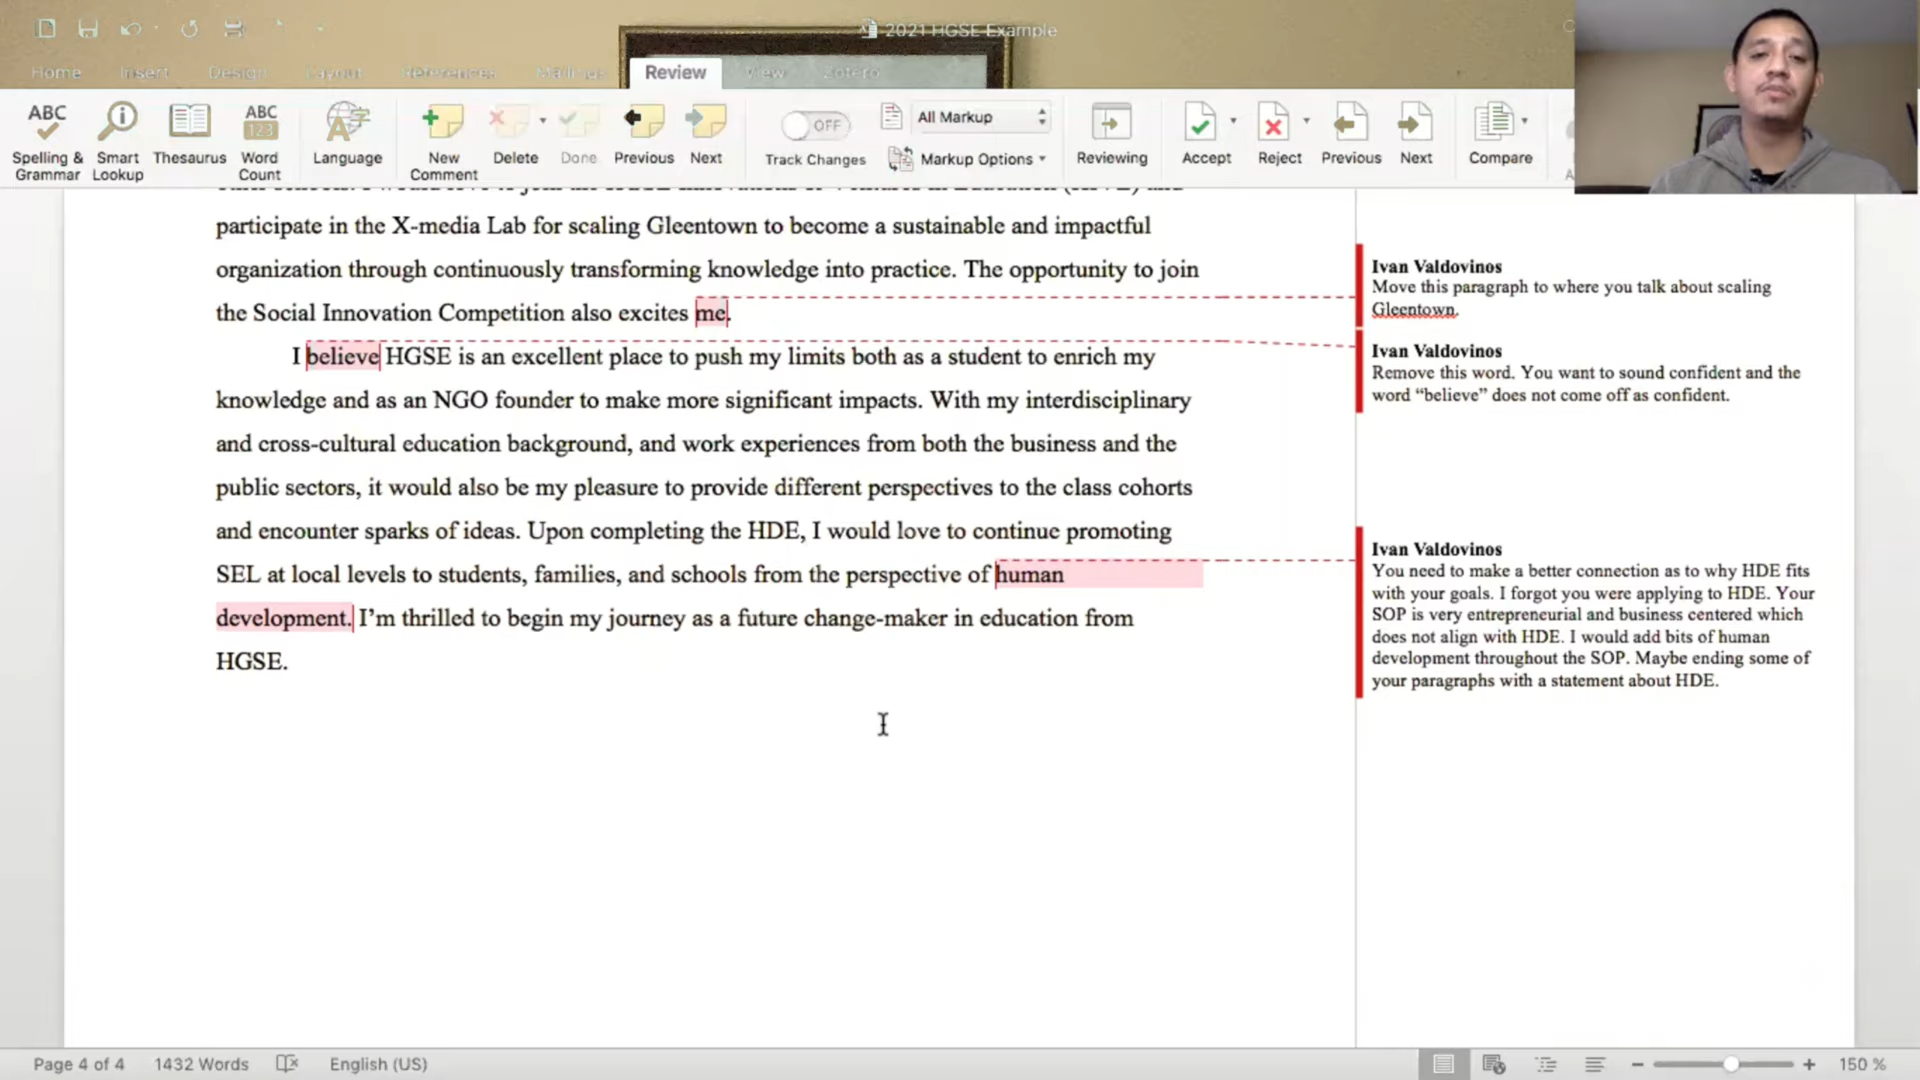 2021 HGSE Example
Home Insert Design Layout References Mailings Review View Zotero
ABC
Spelling & Grammar
Smart Lookup
Thesaurus
ABC
123
Word Count
Language
New Comment
Delete
Done
Previous
Next
OFF
Track Changes
All Markup
Markup Options
Reviewing
Accept
Reject
Previous
Next
Compare
participate in the X-media Lab for scaling Gleentown to become a sustainable and impactful
organization through continuously transforming knowledge into practice. The opportunity to join
the Social Innovation Competition also excites me.
I believe HGSE is an excellent place to push my limits both as a student to enrich my
knowledge and as an NGO founder to make more significant impacts. With my interdisciplinary
and cross-cultural education background, and work experiences from both the business and the
public sectors, it would also be my pleasure to provide different perspectives to the class cohorts
and encounter sparks of ideas. Upon completing the HDE, I would love to continue promoting
SEL at local levels to students, families, and schools from the perspective of human
development. I’m thrilled to begin my journey as a future change-maker in education from
HGSE.
Ivan Valdovinos
Move this paragraph to where you talk about scaling
Gleentown.
Ivan Valdovinos
Remove this word. You want to sound confident and the
word “believe” does not come off as confident.
Ivan Valdovinos
You need to make a better connection as to why HDE fits
with your goals. I forgot you were applying to HDE. Your
SOP is very entrepreneurial and business centered which
does not align with HDE. I would add bits of human
development throughout the SOP. Maybe ending some of
your paragraphs with a statement about HDE.
Page 4 of 4 1432 Words English (US) 150 %